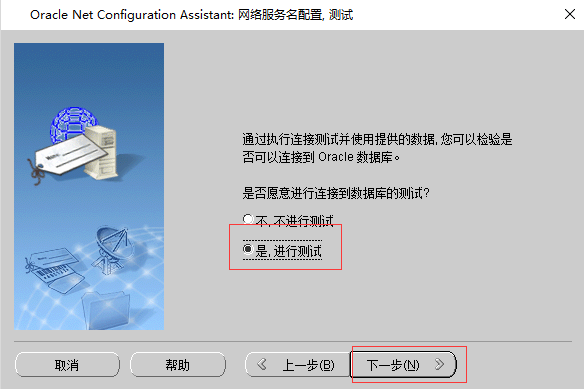 Oracle Net Configuration Assistant: 网络服务名配置, 测试
通过执行连接测试并使用提供的数据, 您可以检验是
否可以连接到 Oracle 数据库。
是否愿意进行连接到数据库的测试?
不, 不进行测试
是, 进行测试
取消
帮助
上一步(B)
下一步(N)